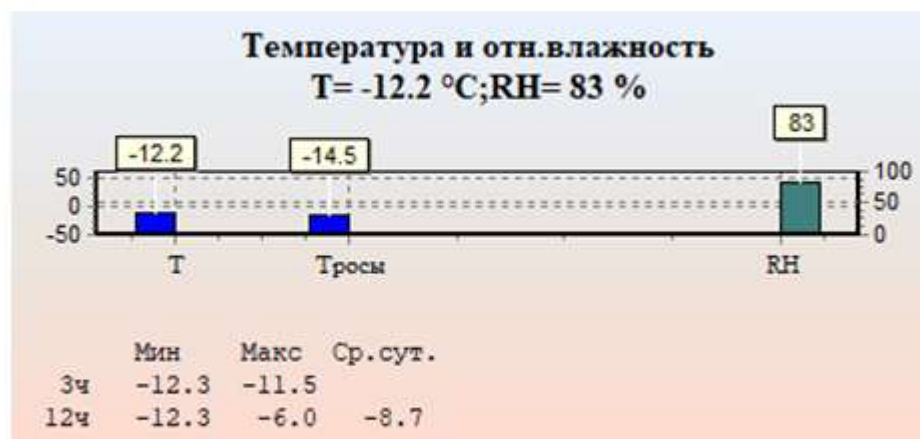 Температура и отн.влажность
T= -12.2 °C;RH= 83 %
-12.2 -14.5 83
50 100
0 50
-50 0
T Тросы RH
Мин Макс Ср.сут.
3ч -12.3 -11.5
12ч -12.3 -6.0 -8.7